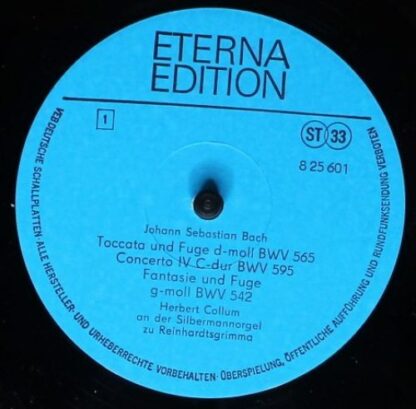 ETERNA
EDITION
1
ST 33
8 25 601
Johann Sebastian Bach
Toccata und Fuge d-moll BWV 565
Concerto IV C-dur BWV 595
Fantasie und Fuge
g-moll BWV 542
Herbert Collum
an der Silbermannorgel
zu Reinhardtsgrimma
VEB DEUTSCHE SCHALLPLATTEN · ALLE HERSTELLER- UND URHEBERRECHTE VORBEHALTEN · ÜBERSPIELUNG, ÖFFENTLICHE AUFFÜHRUNG UND RUNDFUNKSENDUNG VERBOTEN